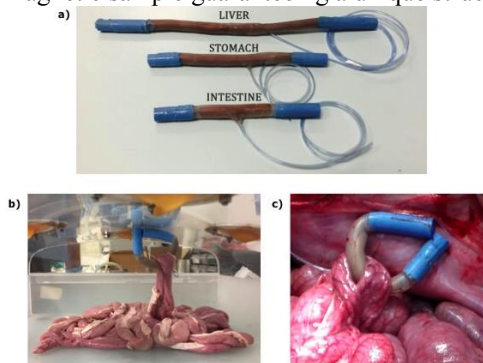 a)
LIVER
STOMACH
INTESTINE
b)
c)